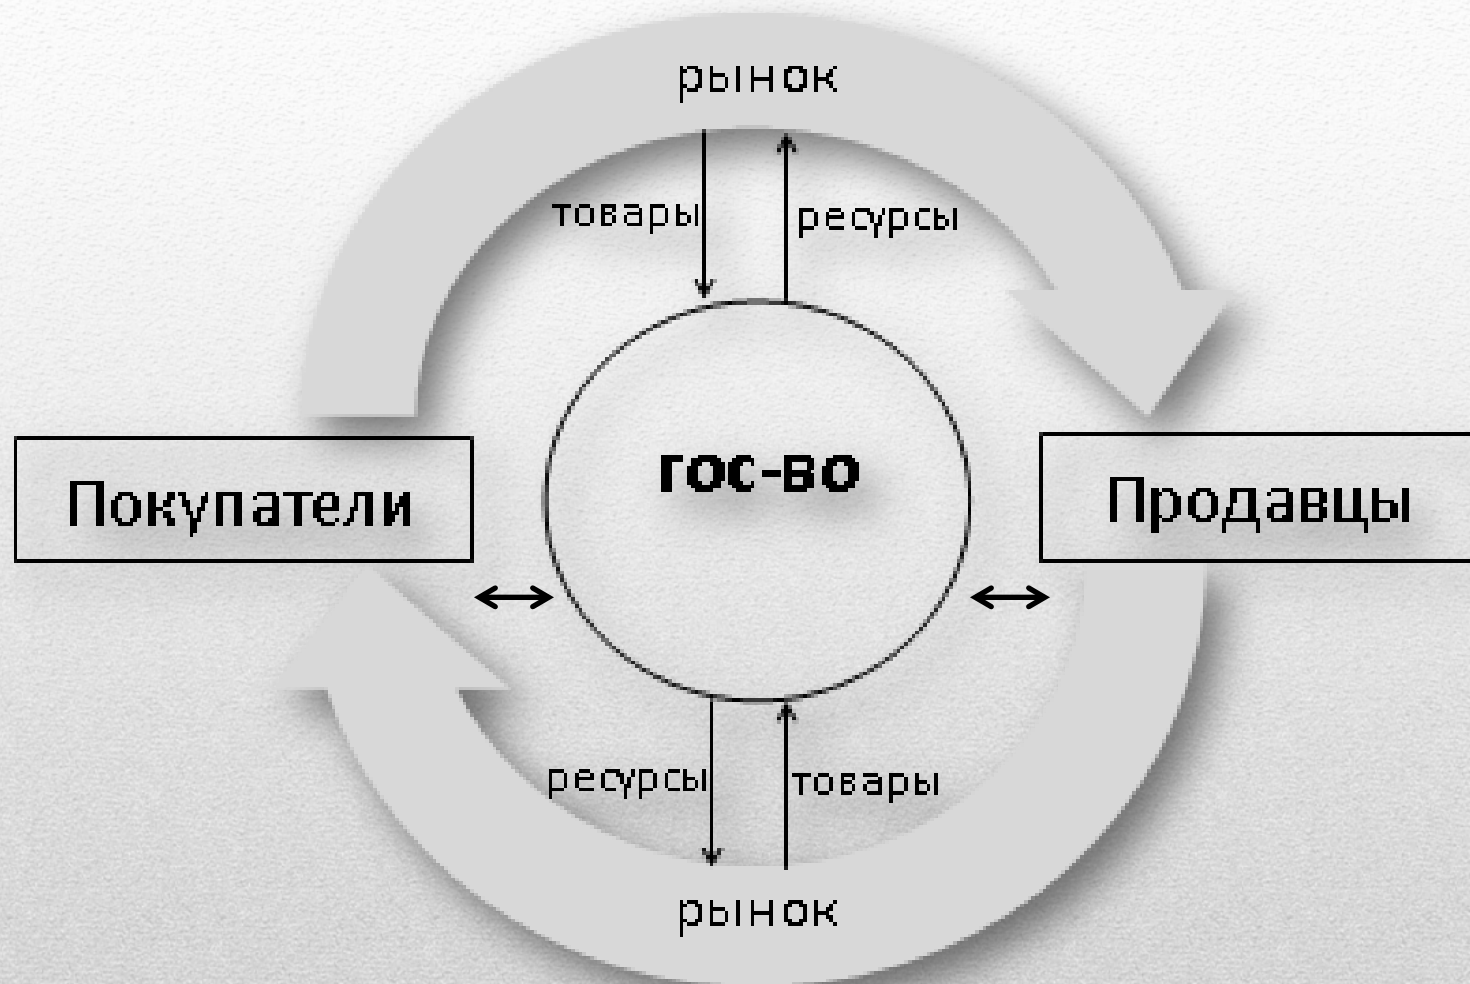 рынок
товары
ресурсы
гос-во
Покупатели
Продавцы
ресурсы
товары
рынок